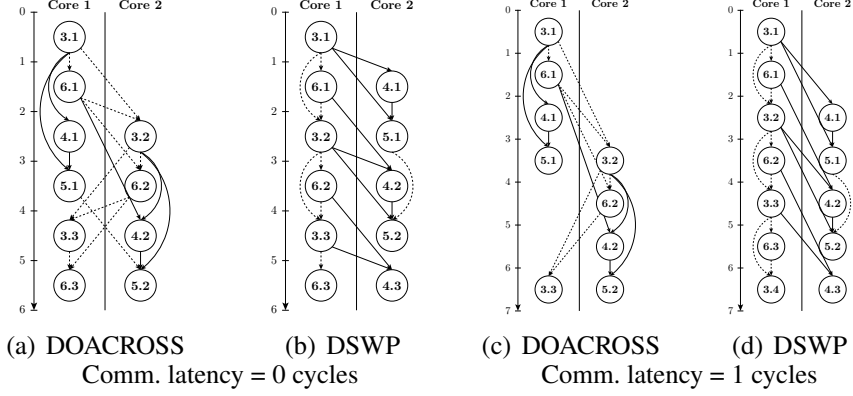 Core 1 Core 2 Core 1 Core 2 Core 1 Core 2 Core 1 Core 2
0 0 0 0
3.1 3.1 3.1 3.1
1 1 1 1
6.1 6.1 4.1 6.1 6.1
2 2 2 2
4.1 3.2 3.2 5.1 4.1 3.2 4.1
3 3 3 3
5.1 6.2 6.2 4.2 5.1 3.2 6.2 5.1
4 4 4 4
3.3 4.2 3.3 5.2 6.2 3.3 4.2
5 5 5 5
6.3 5.2 6.3 4.3 4.2 6.3 5.2
6 6 6 6
3.3 5.2 3.4 4.3
7 7
(a) DOACROSS (b) DSWP (c) DOACROSS (d) DSWP
Comm. latency = 0 cycles Comm. latency = 1 cycles